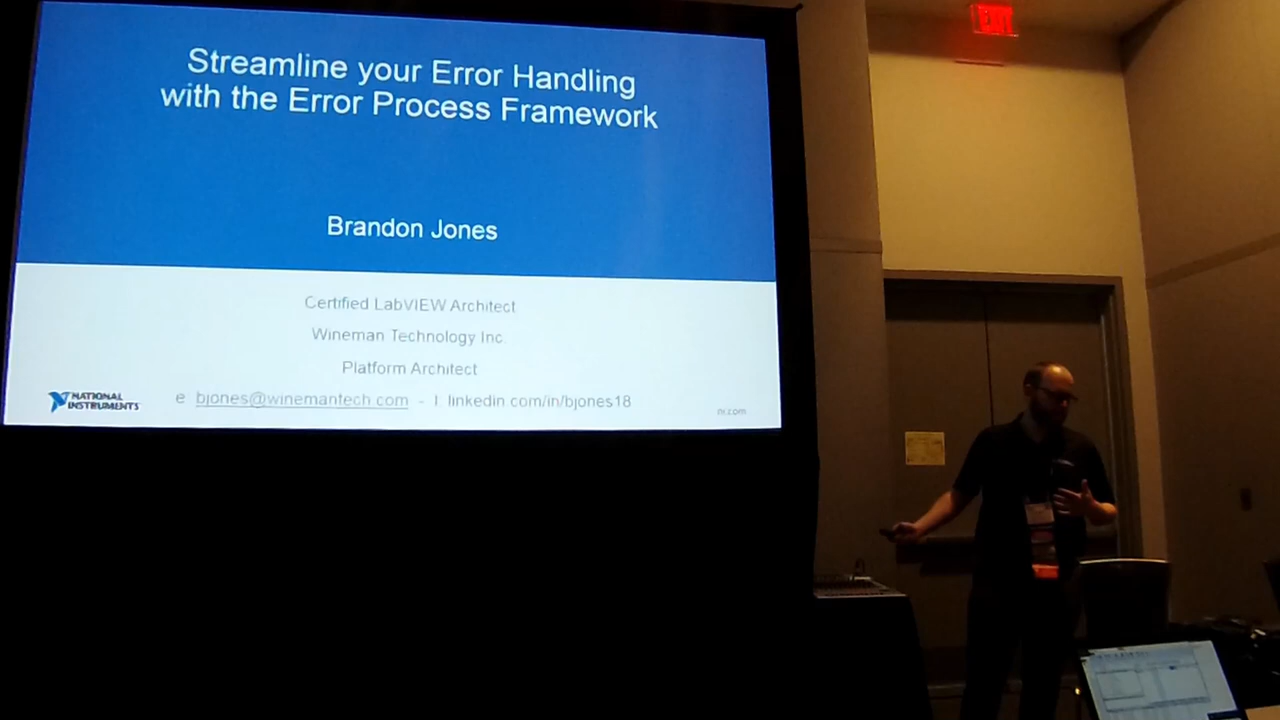 Streamline your Error Handling
with the Error Process Framework
Brandon Jones
Certified LabVIEW Architect
Wineman Technology Inc.
Platform Architect
e bjones@winemantech.com - l linkedin.com/in/bjones18
NATIONAL
INSTRUMENTS
ni.com
EXIT